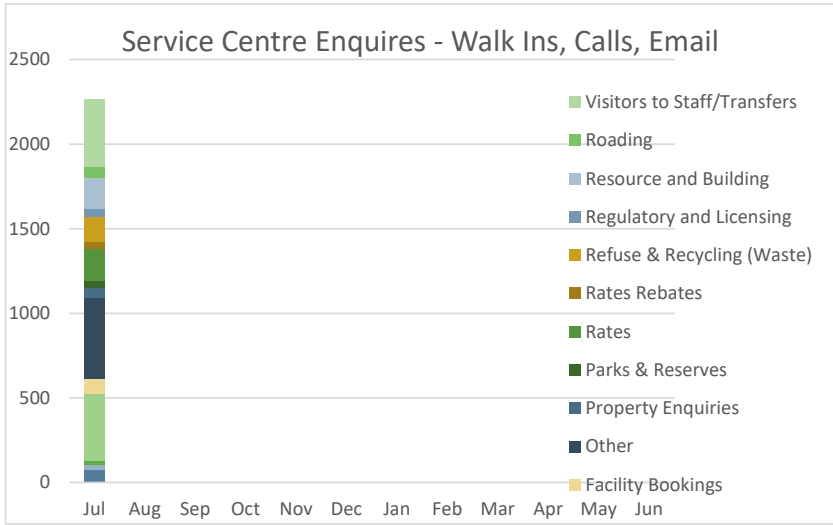 Service Centre Enquires - Walk Ins, Calls, Email
2500
2000
1500
1000
500
0
Jul Aug Sep Oct Nov Dec Jan Feb Mar Apr May Jun
Visitors to Staff/Transfers
Roading
Resource and Building
Regulatory and Licensing
Refuse & Recycling (Waste)
Rates Rebates
Rates
Parks & Reserves
Property Enquiries
Other
Facility Bookings